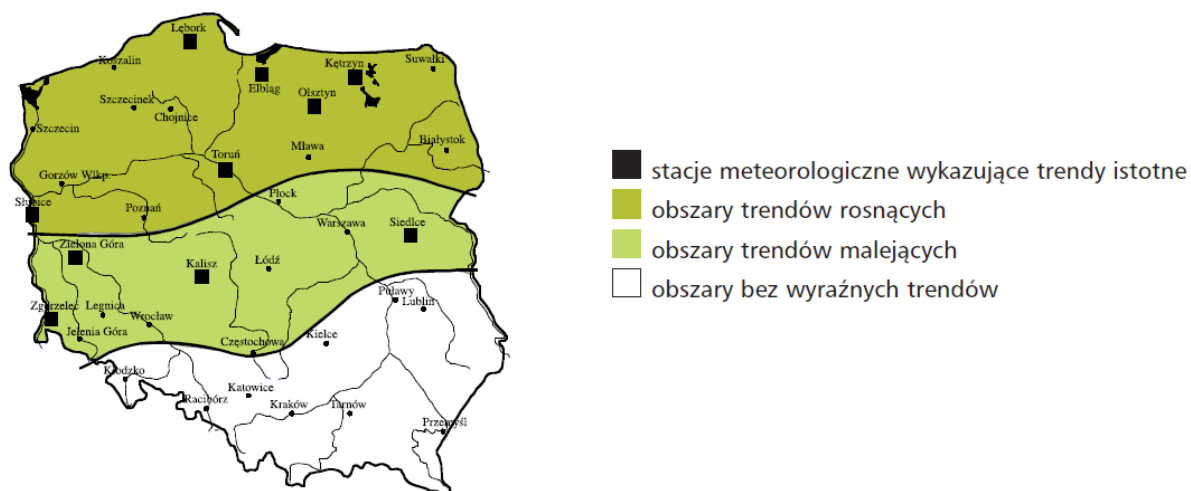 Lębork
Koszalin
Suwałki
Kętrzyn
Elbląg
Olsztyn
Szczecinek
Chojnice
Szczecin
Białystok
Mława
Toruń
Gorzów Wlkp.
Płock
Słubice
Poznań
Warszawa
Siedlce
Zielona Góra
Łódź
Kalisz
Puławy
Lublin
Zgorzelec
Legnica
Wrocław
Jelenia Góra
Kielce
Częstochowa
Kłodzko
Katowice
Racibórz
Kraków
Tarnów
Przemyśl
stacje meteorologiczne wykazujące trendy istotne
obszary trendów rosnących
obszary trendów malejących
obszary bez wyraźnych trendów